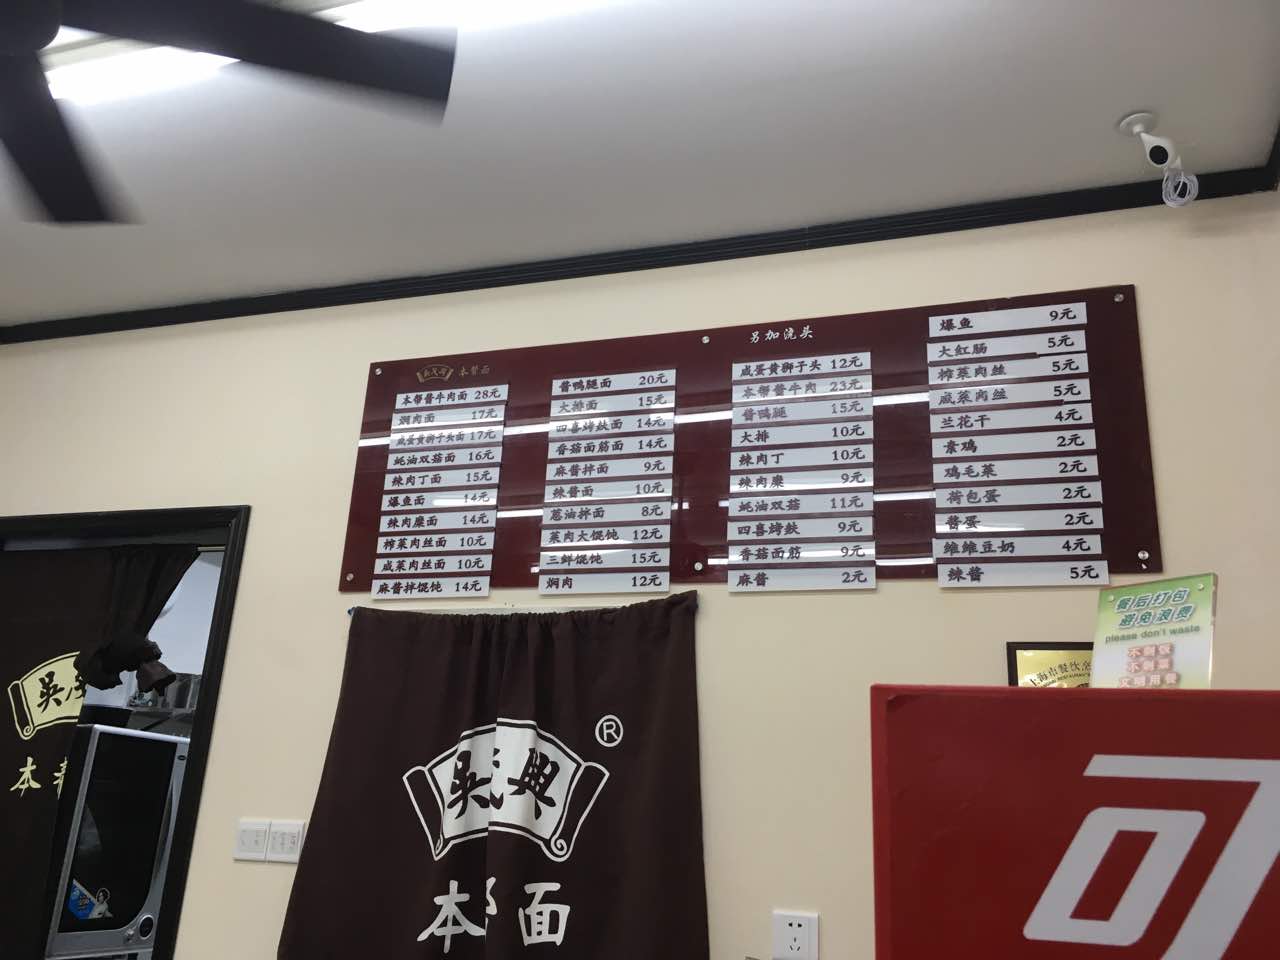 本帮面
本帮酱牛肉面 28元
焖肉面 17元
咸蛋黄狮子头面 17元
蚝油双菇面 16元
辣肉丁面 15元
爆鱼面 14元
辣肉糜面 14元
榨菜肉丝面 10元
咸菜肉丝面 10元
麻酱拌馄饨 14元
酱鸭腿面 20元
大排面 15元
四喜烤麸面 14元
香菇面筋面 14元
麻酱拌面 9元
辣酱面 10元
葱油拌面 8元
菜肉大馄饨 12元
三鲜馄饨 15元
焖肉 12元
另加浇头
咸蛋黄狮子头 12元
本帮酱牛肉 23元
酱鸭腿 15元
大排 10元
辣肉丁 10元
辣肉糜 9元
蚝油双菇 11元
四喜烤麸 9元
香菇面筋 9元
麻酱 2元
爆鱼 9元
大红肠 5元
榨菜肉丝 5元
咸菜肉丝 5元
兰花干 4元
素鸡 2元
鸡毛菜 2元
荷包蛋 2元
酱蛋 2元
维维豆奶 4元
辣酱 5元
餐后打包
避免浪费
please don't waste
不剩饭
不剩菜
文明用餐
上海市餐饮
吴 興
®
本 面
吴
本
可